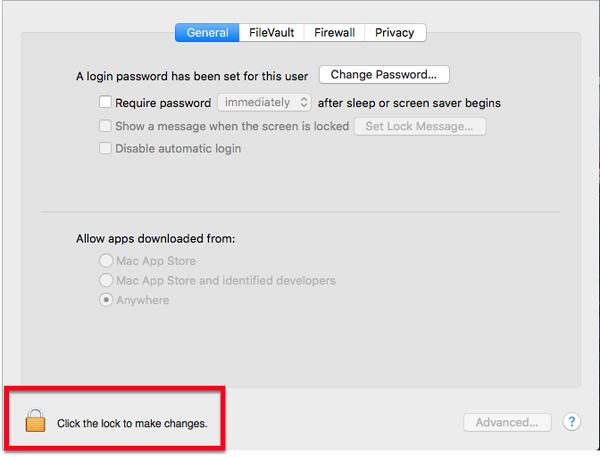 General FileVault Firewall Privacy
A login password has been set for this user Change Password...
Require password immediately after sleep or screen saver begins
Show a message when the screen is locked Set Lock Message...
Disable automatic login
Allow apps downloaded from:
Mac App Store
Mac App Store and identified developers
Anywhere
Click the lock to make changes.
Advanced... ?